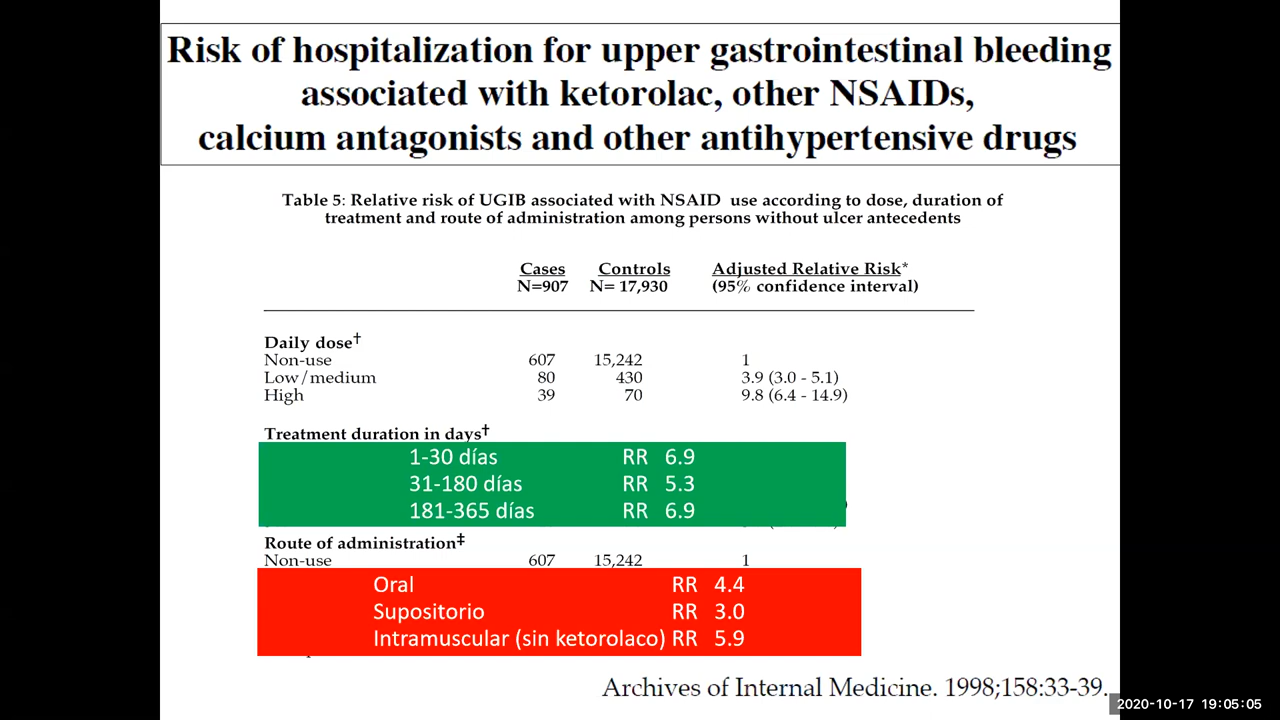 Risk of hospitalization for upper gastrointestinal bleeding
associated with ketorolac, other NSAIDs,
calcium antagonists and other antihypertensive drugs
Table 5: Relative risk of UGIB associated with NSAID use according to dose, duration of
treatment and route of administration among persons without ulcer antecedents
Cases Controls Adjusted Relative Risk*
N=907 N= 17,930 (95% confidence interval)
Daily dose†
Non-use 607 15,242 1
Low/medium 80 430 3.9 (3.0 - 5.1)
High 39 70 9.8 (6.4 - 14.9)
Treatment duration in days†
1-30 días RR 6.9
31-180 días RR 5.3
181-365 días RR 6.9
Route of administration‡
Non-use 607 15,242 1
Oral RR 4.4
Supositorio RR 3.0
Intramuscular (sin ketorolaco) RR 5.9
Archives of Internal Medicine. 1998;158:33-39.
2020-10-17 19:05:05